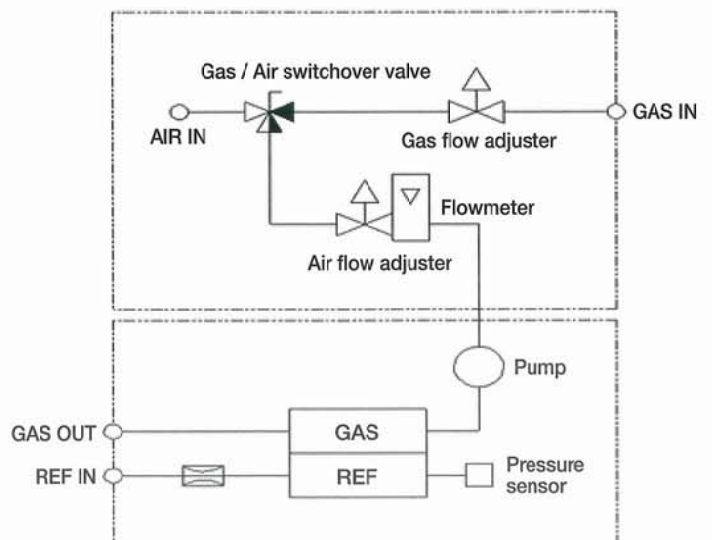 Gas / Air switchover valve
AIR IN
GAS IN
Gas flow adjuster
Flowmeter
Air flow adjuster
Pump
GAS OUT
GAS
REF IN
REF
Pressure
sensor